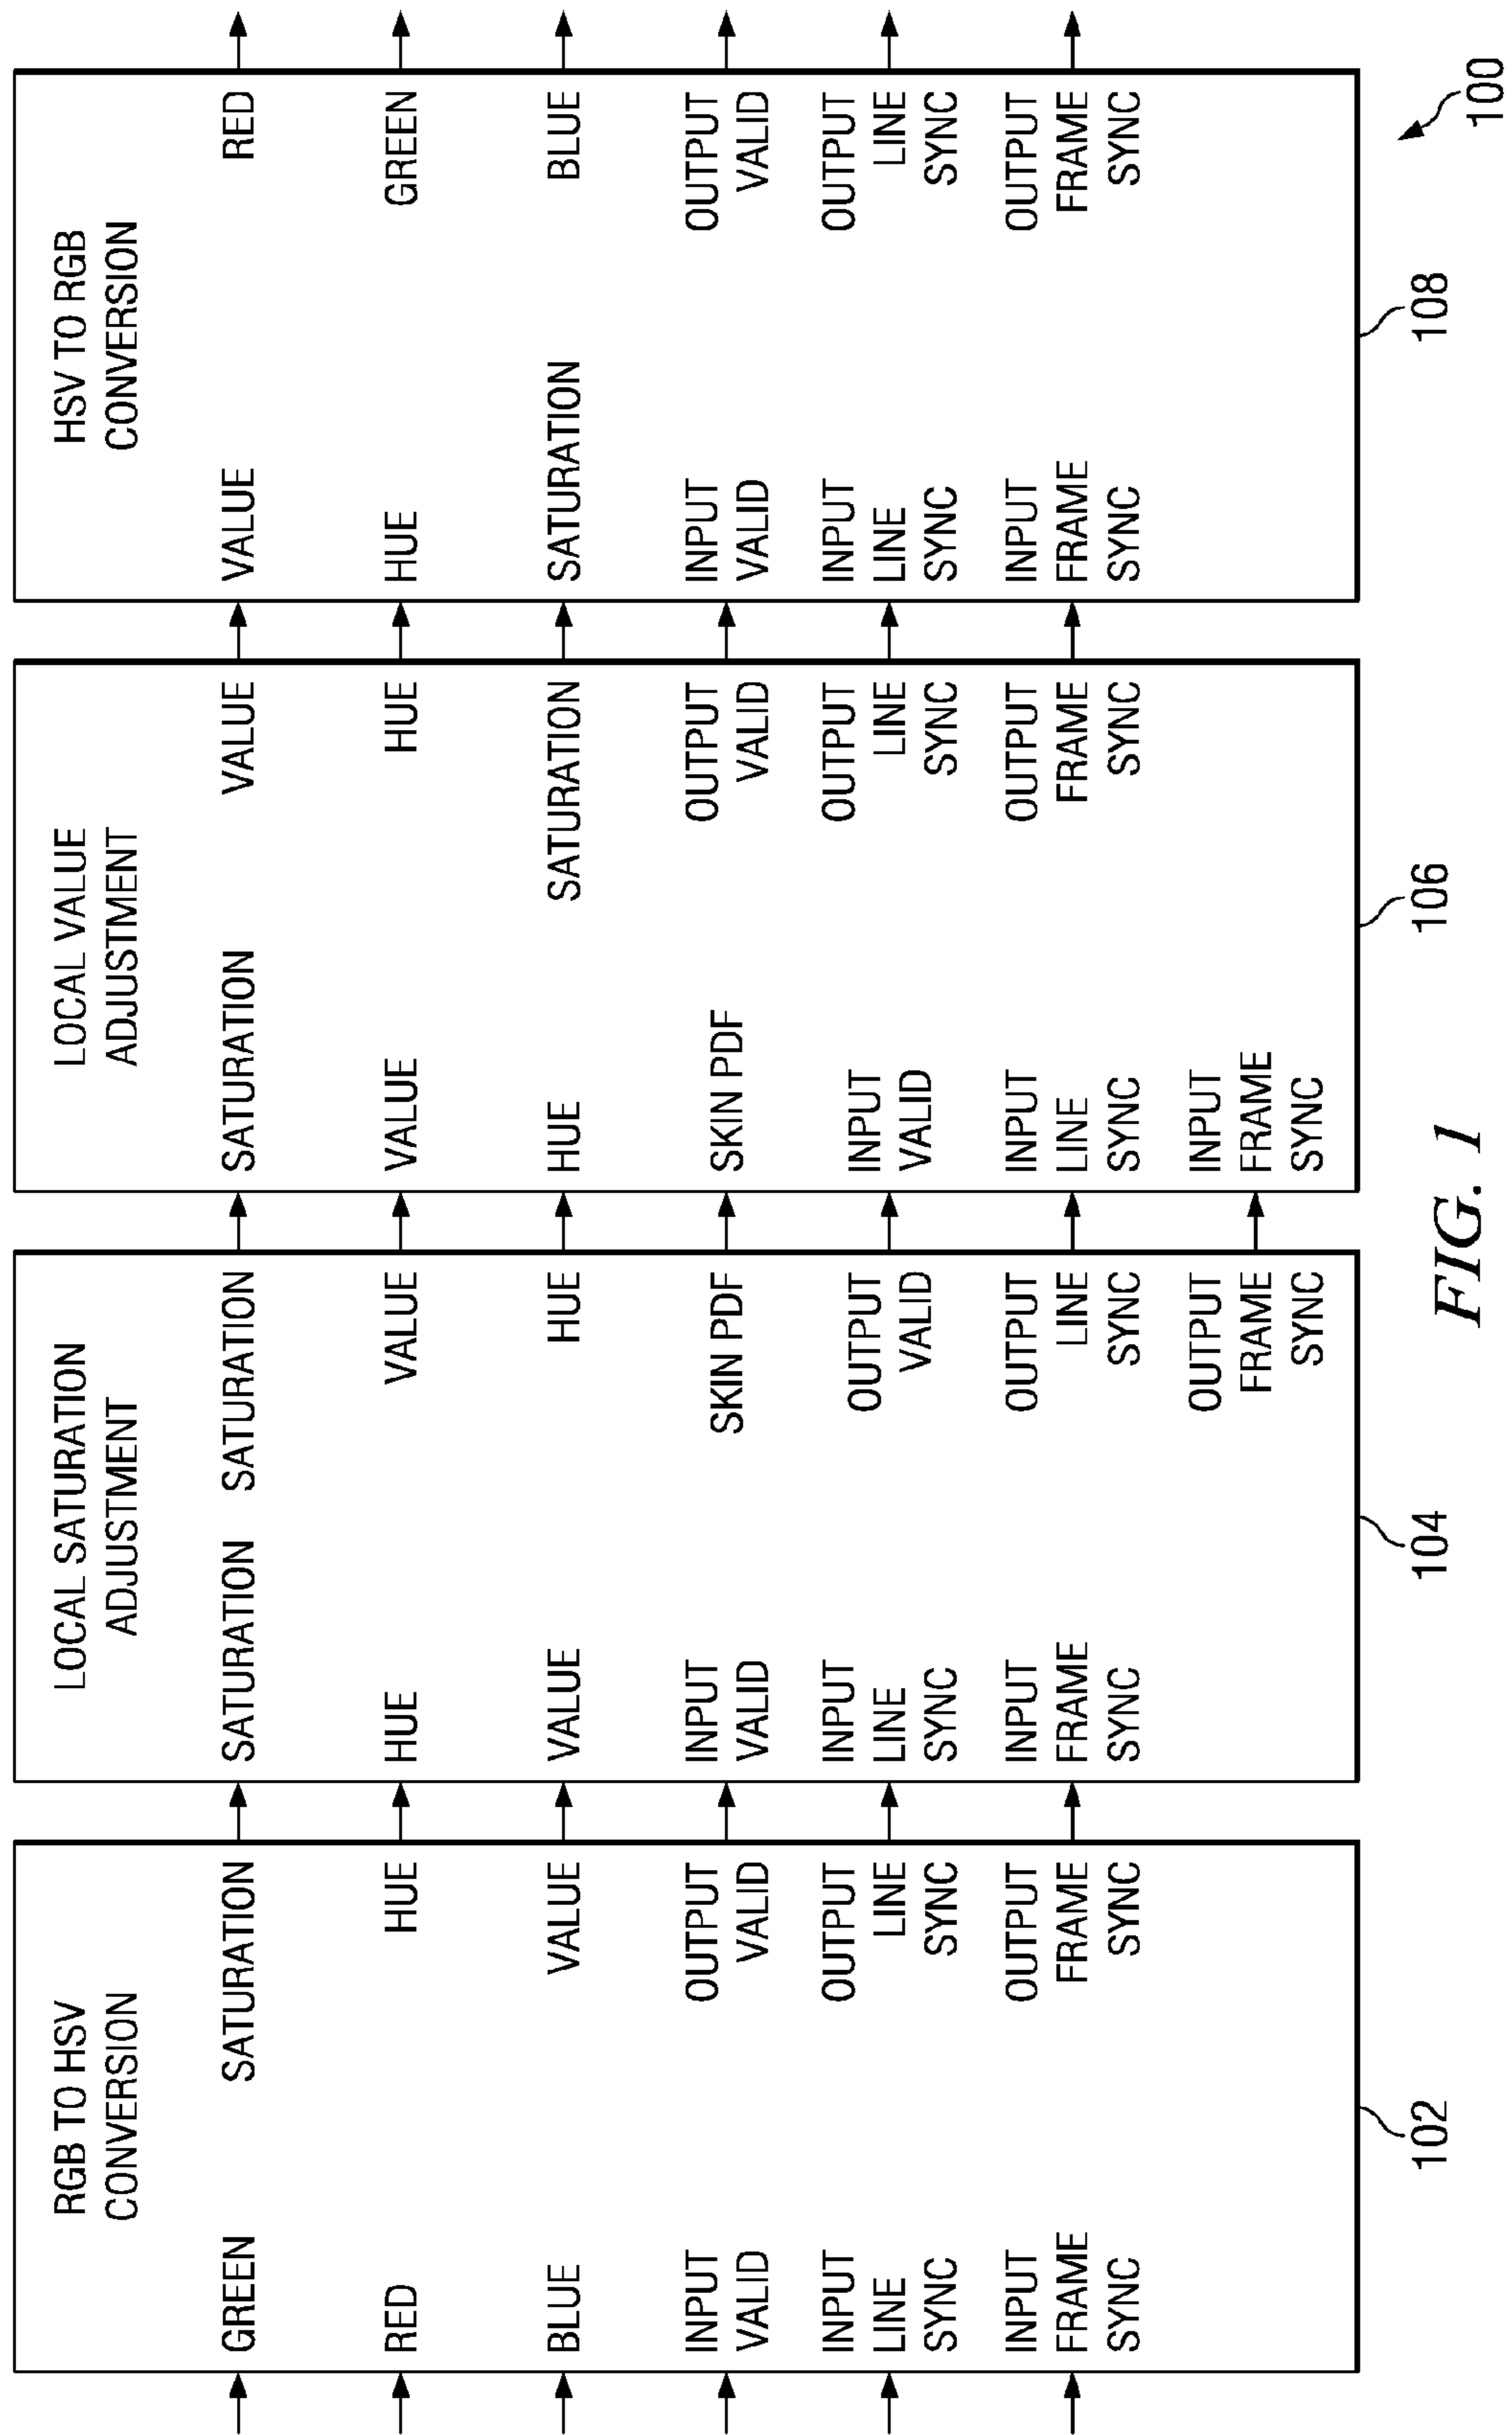 RGB TO HSV
CONVERSION
GREEN
SATURATION
RED
HUE
BLUE
VALUE
INPUT
VALID
OUTPUT
VALID
INPUT
LINE
SYNC
OUTPUT
LINE
SYNC
INPUT
FRAME
SYNC
OUTPUT
FRAME
SYNC
102
LOCAL SATURATION
ADJUSTMENT
SATURATION
SATURATION
HUE
VALUE
VALUE
HUE
INPUT
VALID
SKIN PDF
INPUT
LINE
SYNC
OUTPUT
VALID
INPUT
FRAME
SYNC
OUTPUT
LINE
SYNC
OUTPUT
FRAME
SYNC
104
LOCAL VALUE
ADJUSTMENT
SATURATION
VALUE
VALUE
HUE
HUE
SATURATION
SKIN PDF
OUTPUT
VALID
INPUT
VALID
OUTPUT
LINE
SYNC
INPUT
LINE
SYNC
OUTPUT
FRAME
SYNC
INPUT
FRAME
SYNC
106
HSV TO RGB
CONVERSION
VALUE
RED
HUE
GREEN
SATURATION
BLUE
INPUT
VALID
OUTPUT
VALID
INPUT
LINE
SYNC
OUTPUT
LINE
SYNC
INPUT
FRAME
SYNC
OUTPUT
FRAME
SYNC
108
100
FIG. 1